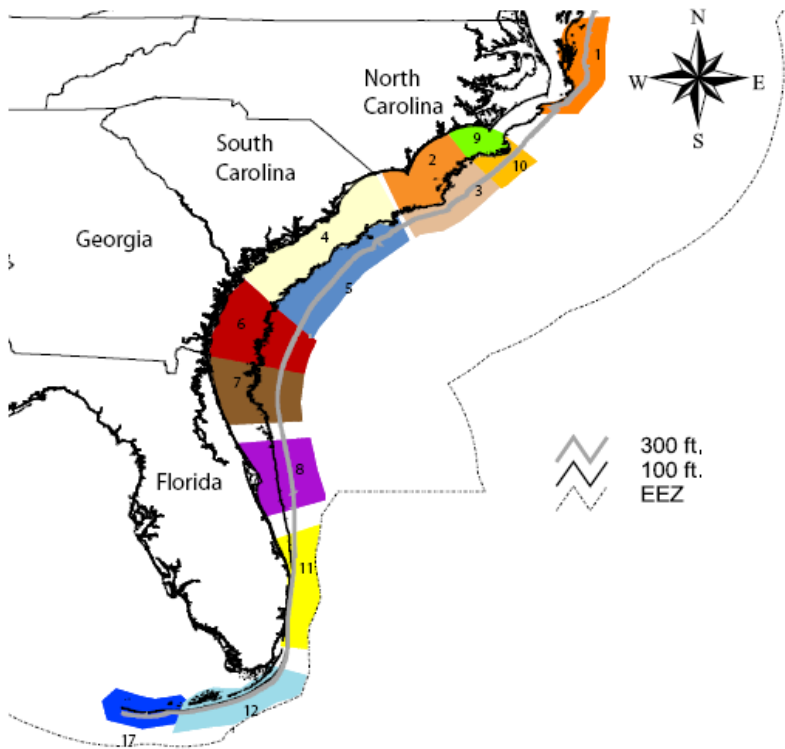 N
W E
S
1
North
Carolina
9
2
10
3
South
Carolina
4
Georgia
5
6
7
300 ft.
100 ft.
EEZ
8
Florida
11
12
17